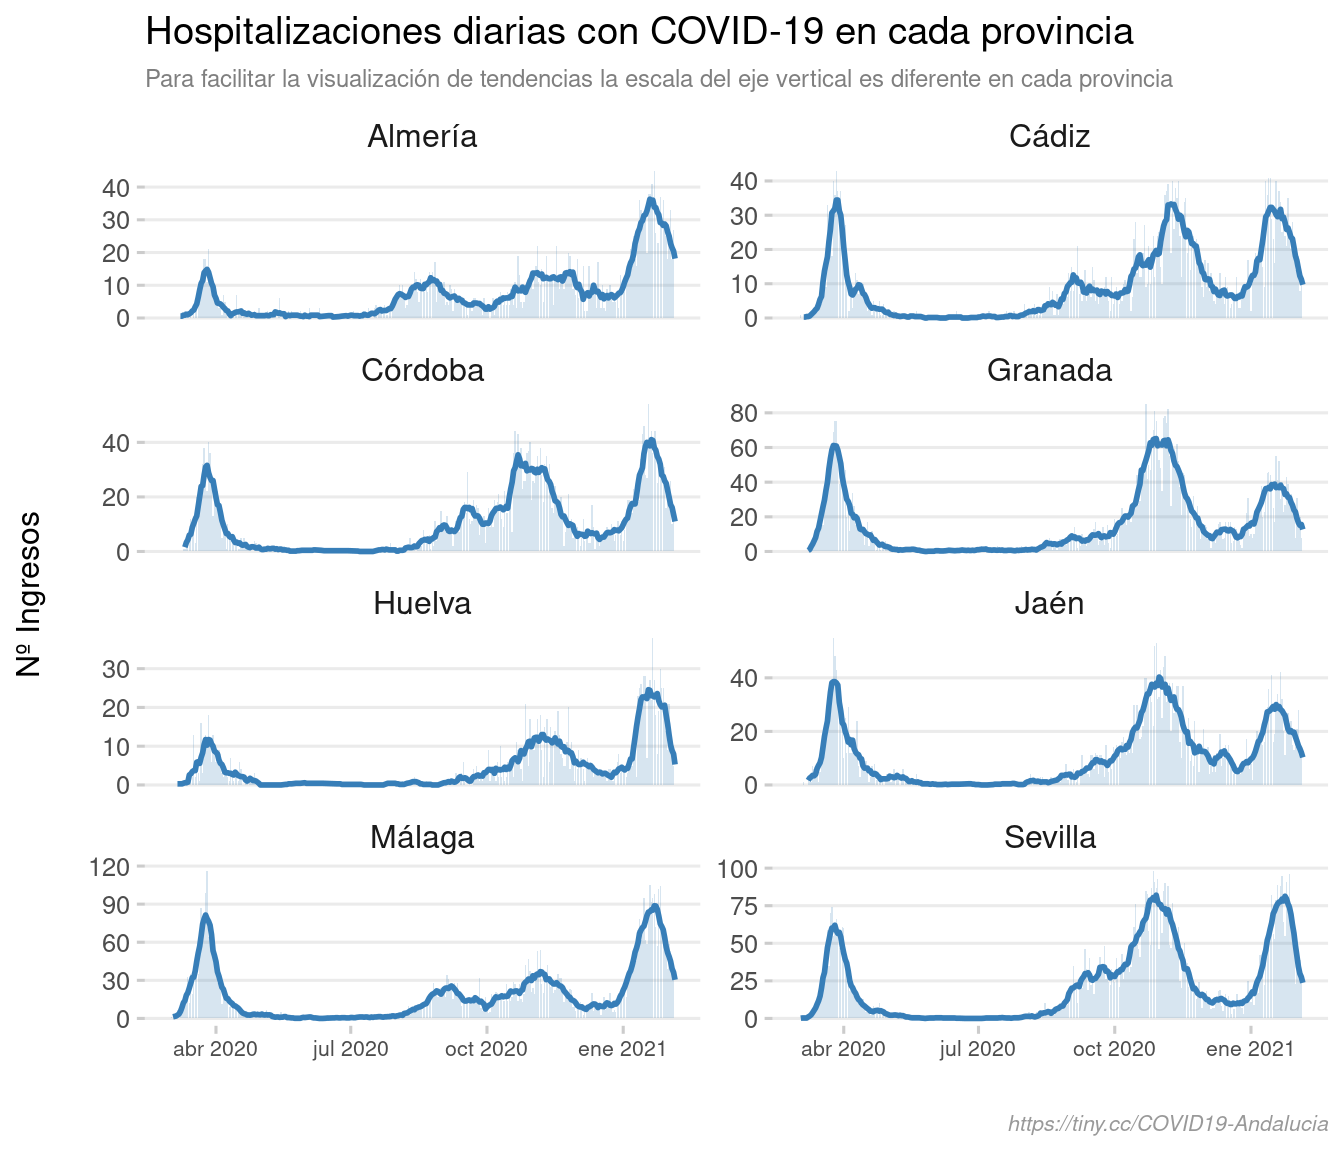 Hospitalizaciones diarias con COVID-19 en cada provincia
Para facilitar la visualización de tendencias la escala del eje vertical es diferente en cada provincia
Nº Ingresos
Almería
40
30
20
10
0
Cádiz
40
30
20
10
0
Córdoba
40
20
0
Granada
80
60
40
20
0
Huelva
30
20
10
0
Jaén
40
20
0
Málaga
120
90
60
30
0
abr 2020 jul 2020 oct 2020 ene 2021
Sevilla
100
75
50
25
0
abr 2020 jul 2020 oct 2020 ene 2021
https://tiny.cc/COVID19-Andalucia